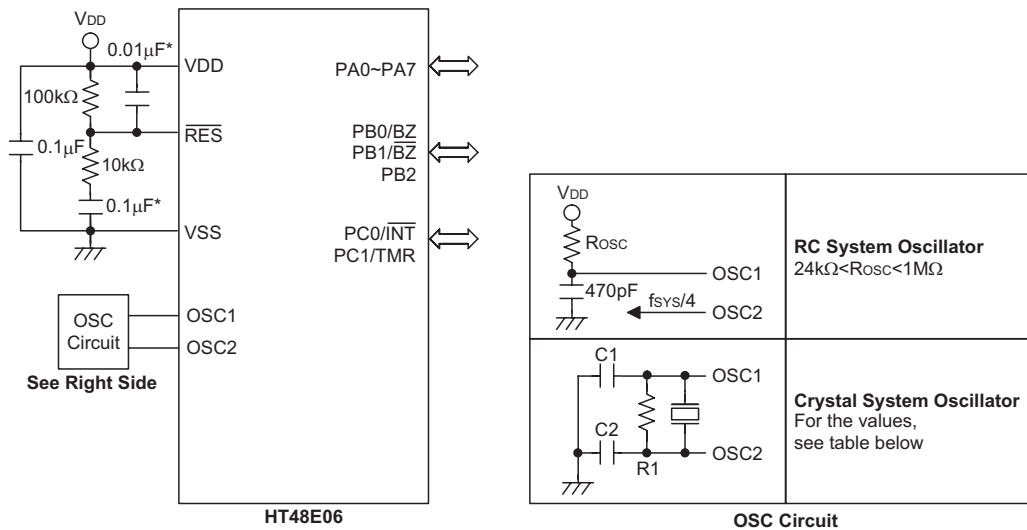 VDD
0.01µF*
VDD
100kΩ
RES
0.1µF
10kΩ
0.1µF*
VSS
OSC
Circuit
OSC1
OSC2
See Right Side
PA0~PA7
PB0/BZ
PB1/BZ
PB2
PC0/INT
PC1/TMR
HT48E06
VDD
ROSC
OSC1
470pF
fSYS/4
OSC2
RC System Oscillator
24kΩ<ROSC<1MΩ
C1
OSC1
C2
R1
OSC2
Crystal System Oscillator
For the values,
see table below
OSC Circuit